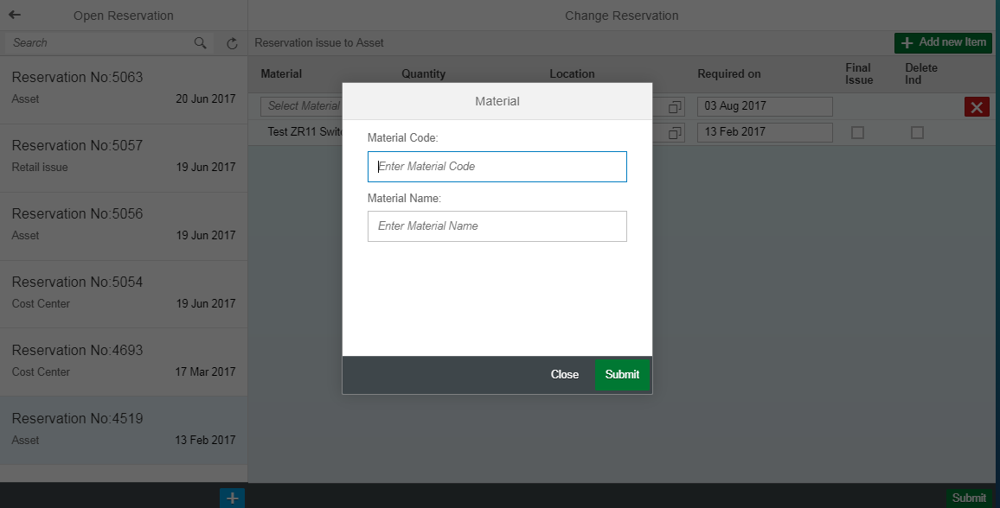 Open Reservation
Change Reservation
Search
Reservation issue to Asset
Add new Item
Reservation No:5063
Asset
20 Jun 2017
Reservation No:5057
Retail issue
19 Jun 2017
Reservation No:5056
Asset
19 Jun 2017
Reservation No:5054
Cost Center
19 Jun 2017
Reservation No:4693
Cost Center
17 Mar 2017
Reservation No:4519
Asset
13 Feb 2017
Material
Quantity
Location
Required on
Final
Issue
Delete
Ind
Select Material
03 Aug 2017
Test ZR11
13 Feb 2017
Material
Material Code:
Enter Material Code
Material Name:
Enter Material Name
Close
Submit
Submit